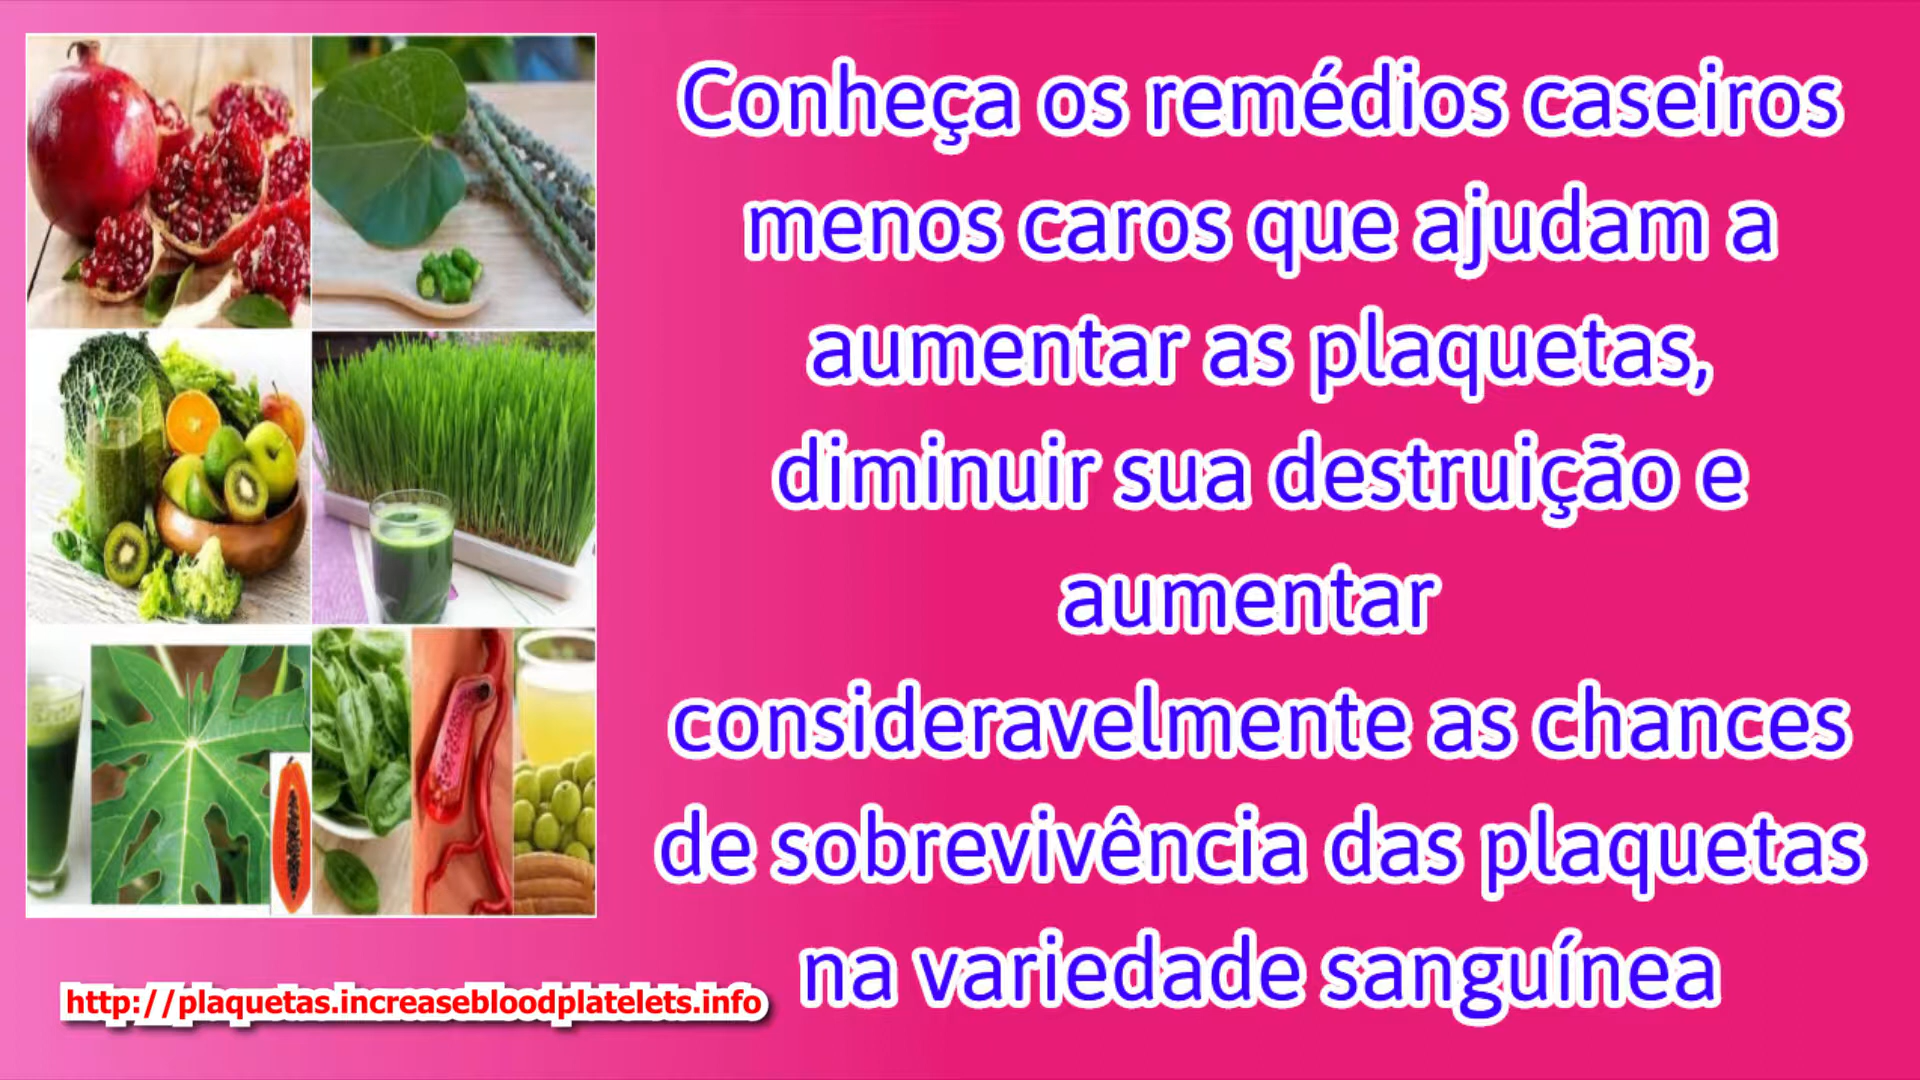 Conheça os remédios caseiros
menos caros que ajudam a
aumentar as plaquetas,
diminuir sua destruição e
aumentar
consideravelmente as chances
de sobrevivência das plaquetas
na variedade sanguínea
http://plaquetas.increasebloodplatelets.info